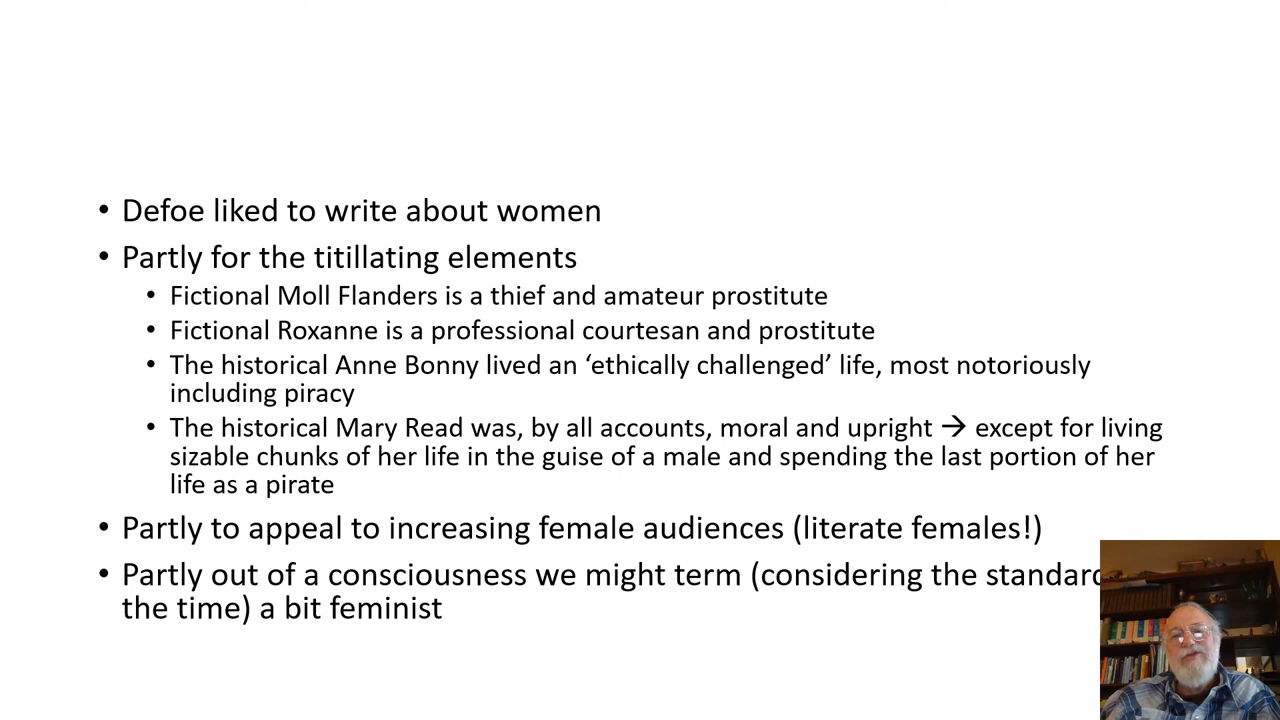 • Defoe liked to write about women
• Partly for the titillating elements
• Fictional Moll Flanders is a thief and amateur prostitute
• Fictional Roxanne is a professional courtesan and prostitute
• The historical Anne Bonny lived an ‘ethically challenged’ life, most notoriously
including piracy
• The historical Mary Read was, by all accounts, moral and upright → except for living
sizable chunks of her life in the guise of a male and spending the last portion of her
life as a pirate
• Partly to appeal to increasing female audiences (literate females!)
• Partly out of a consciousness we might term (considering the
the time) a bit feminist